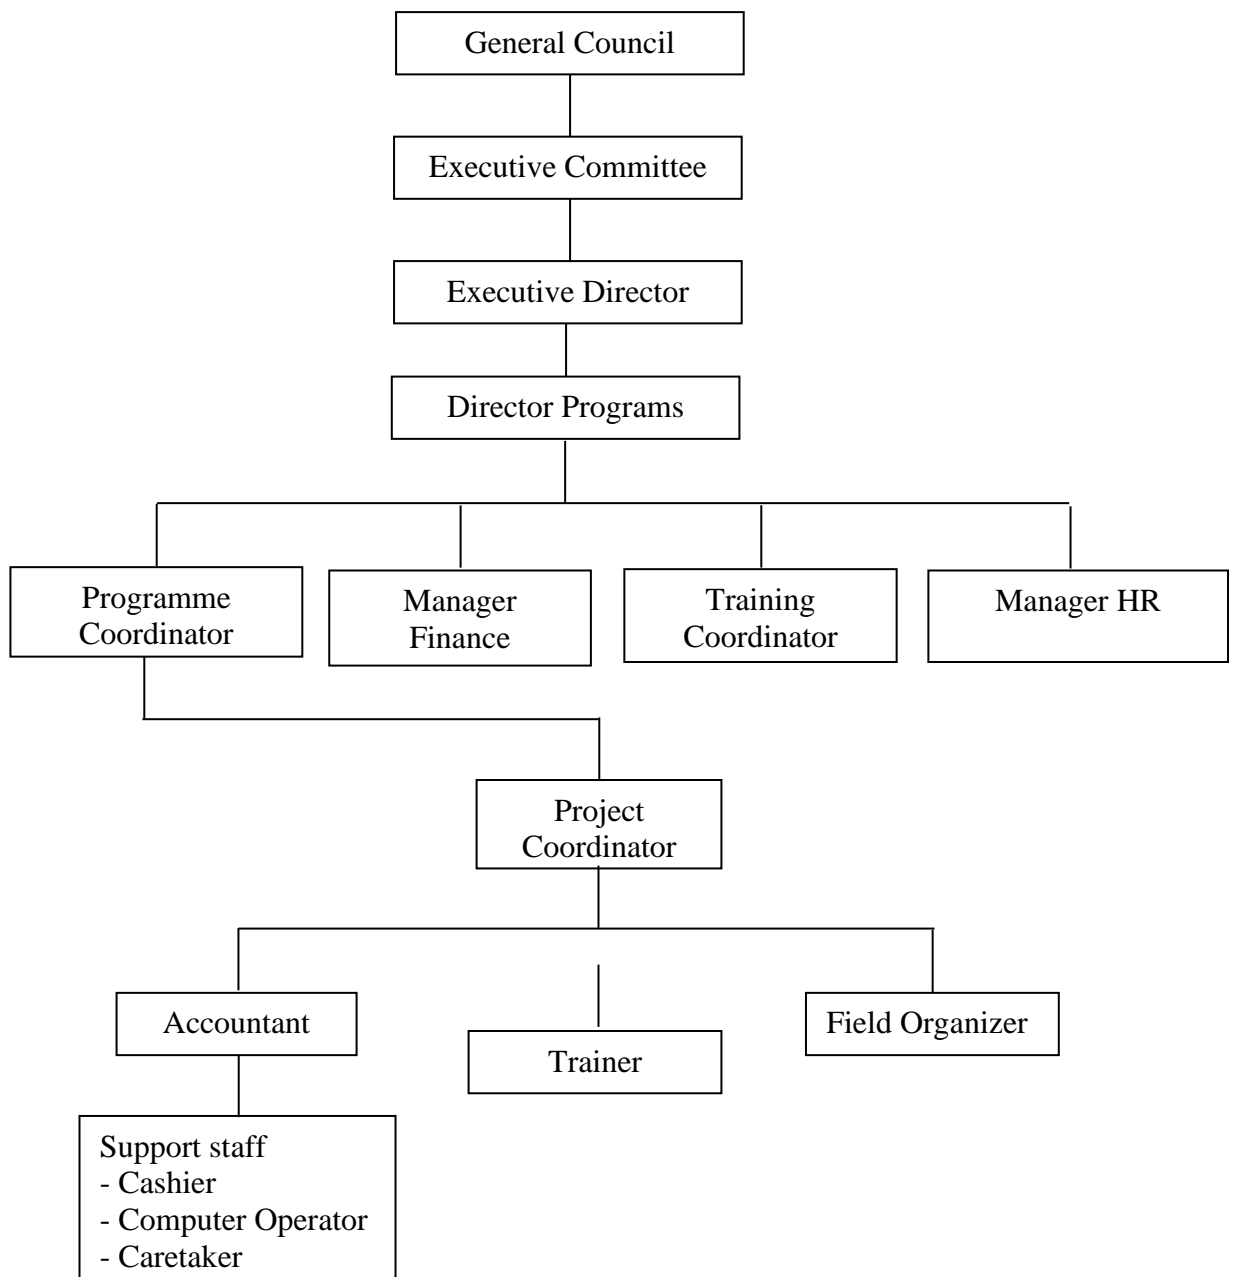 General Council
Executive Committee
Executive Director
Director Programs
Programme
Coordinator
Manager
Finance
Training
Coordinator
Manager HR
Project
Coordinator
Accountant
Trainer
Field Organizer
Support staff
- Cashier
- Computer Operator
- Caretaker